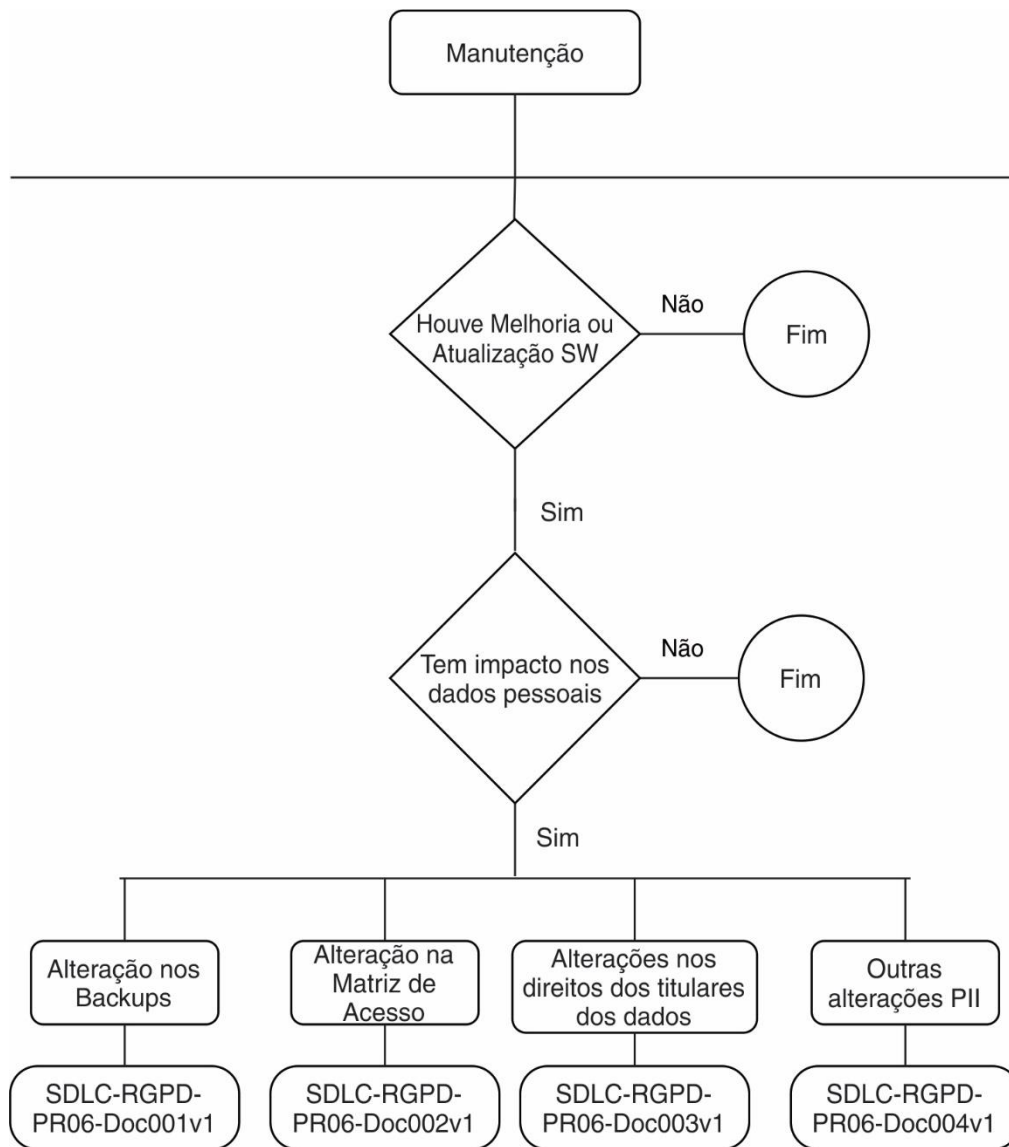 Manutenção
Houve Melhoria ou
Atualização SW
Não
Fim
Sim
Tem impacto nos
dados pessoais
Não
Fim
Sim
Alteração nos
Backups
Alteração na
Matriz de
Acesso
Alterações nos
direitos dos titulares
dos dados
Outras
alterações PII
SDLC-RGPD-
PR06-Doc001v1
SDLC-RGPD-
PR06-Doc002v1
SDLC-RGPD-
PR06-Doc003v1
SDLC-RGPD-
PR06-Doc004v1